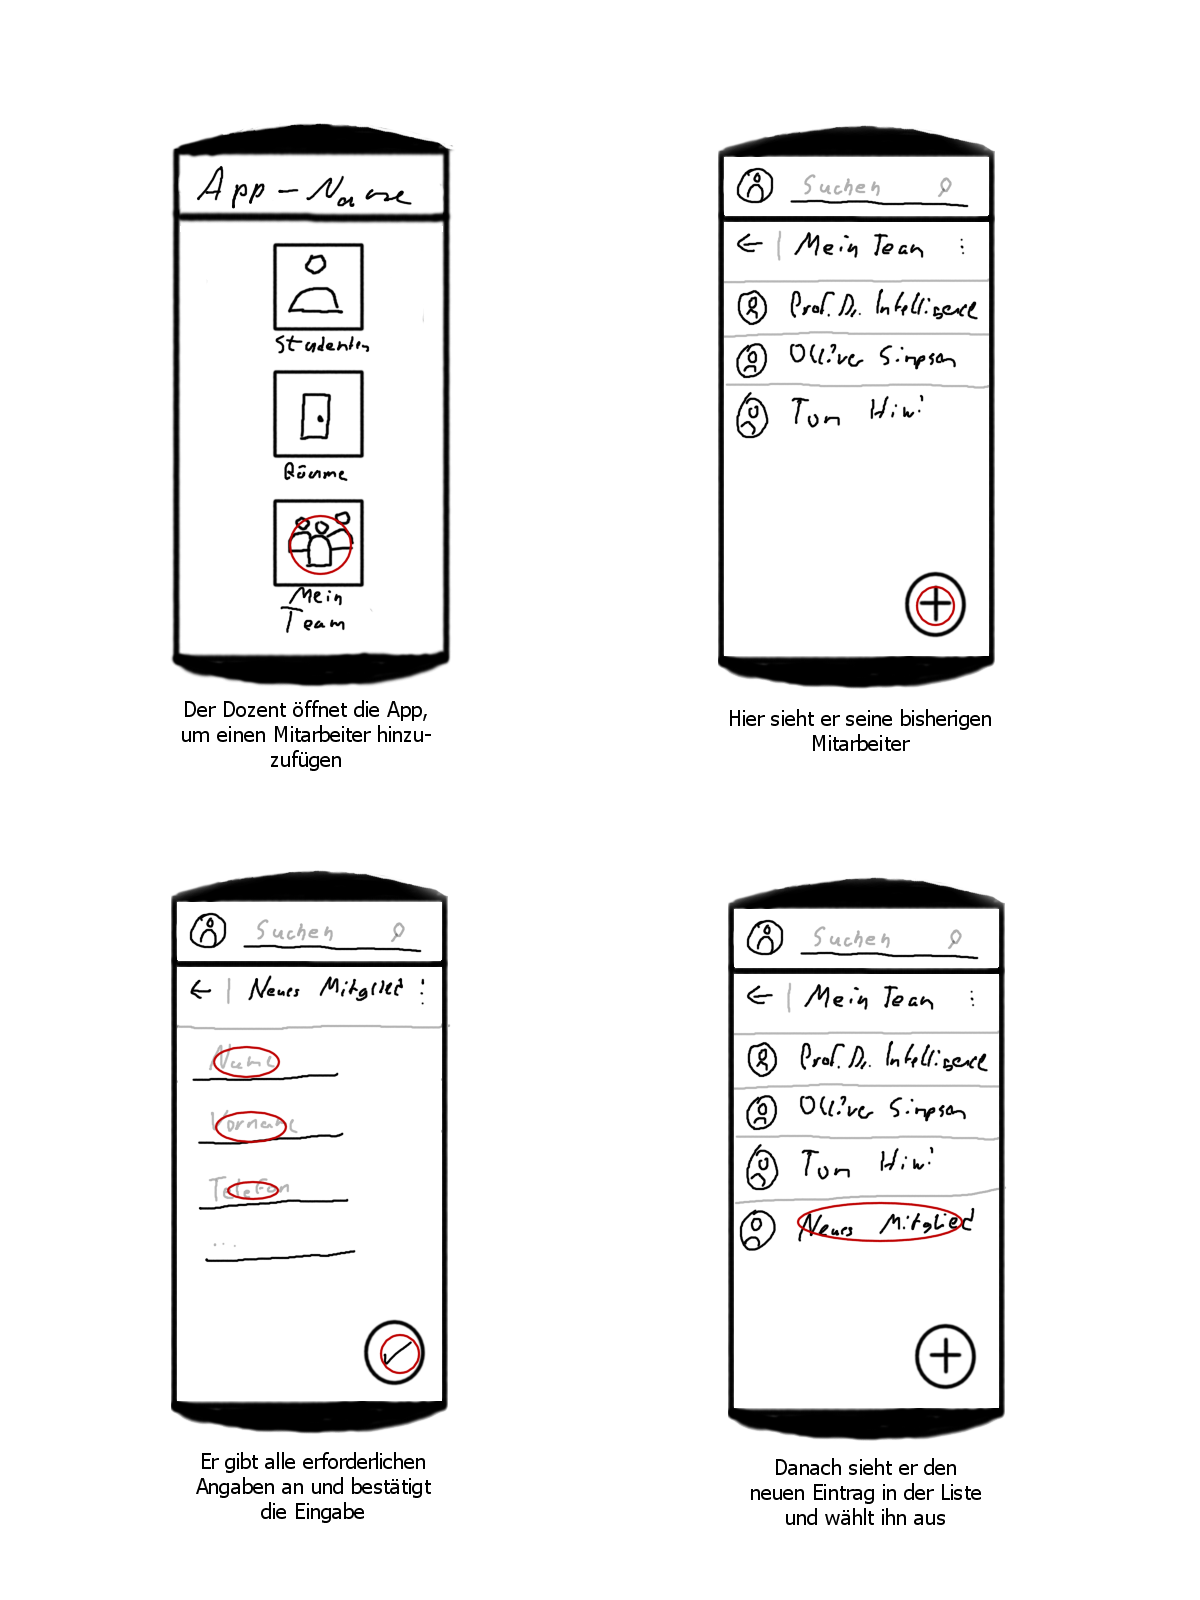 App-Name
Studenten
Räume
Mein
Team
Der Dozent öffnet die App,
um einen Mitarbeiter hinzu-
zufügen
Suchen
Mein Team
Prof. Dr. Intelligence
Olliver Simpson
Tom Hiwi
Hier sieht er seine bisherigen
Mitarbeiter
Suchen
Neues Mitglied
Name
Vorname
Telefon
...
Er gibt alle erforderlichen
Angaben an und bestätigt
die Eingabe
Suchen
Mein Team
Prof. Dr. Intelligence
Olliver Simpson
Tom Hiwi
Neues Mitglied
Danach sieht er den
neuen Eintrag in der Liste
und wählt ihn aus